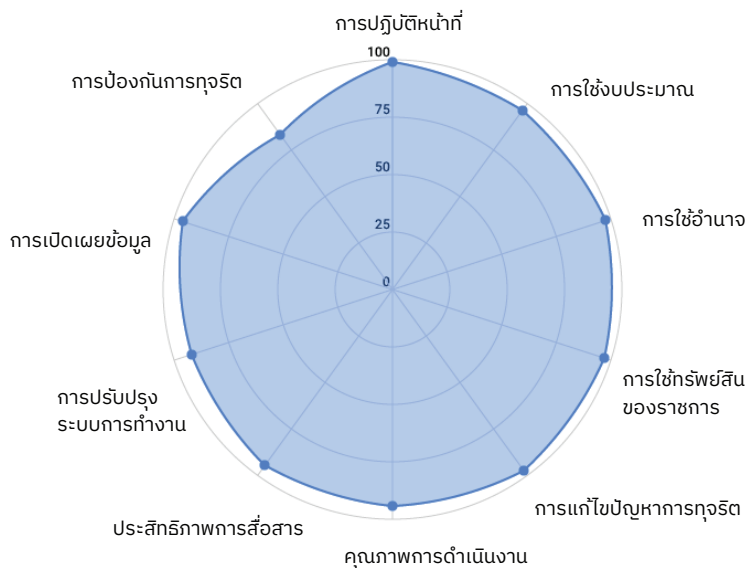 การปฏิบัติหน้าที่
100
การป้องกันการทุจริต
การใช้งบประมาณ
75
50
การใช้อำนาจ
25
การเปิดเผยข้อมูล
0
การใช้ทรัพย์สิน
ของราชการ
การปรับปรุง
ระบบการทำงาน
การแก้ไขปัญหาการทุจริต
ประสิทธิภาพการสื่อสาร
คุณภาพการดำเนินงาน